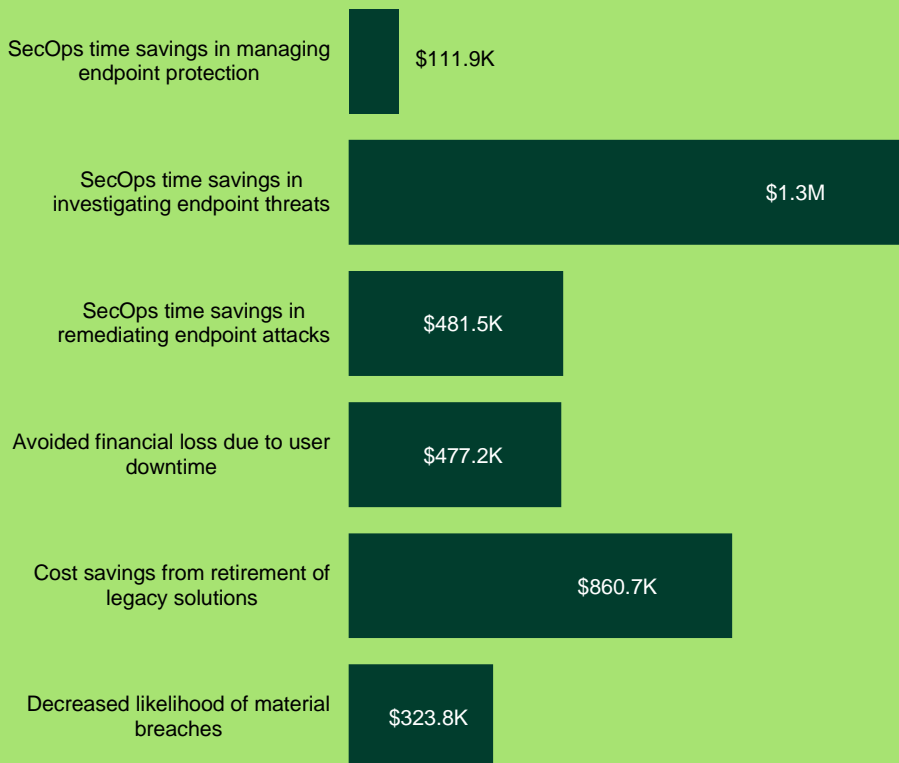 SecOps time savings in managing
endpoint protection
$111.9K
SecOps time savings in
investigating endpoint threats
$1.3M
SecOps time savings in
remediating endpoint attacks
$481.5K
Avoided financial loss due to user
downtime
$477.2K
Cost savings from retirement of
legacy solutions
$860.7K
Decreased likelihood of material
breaches
$323.8K